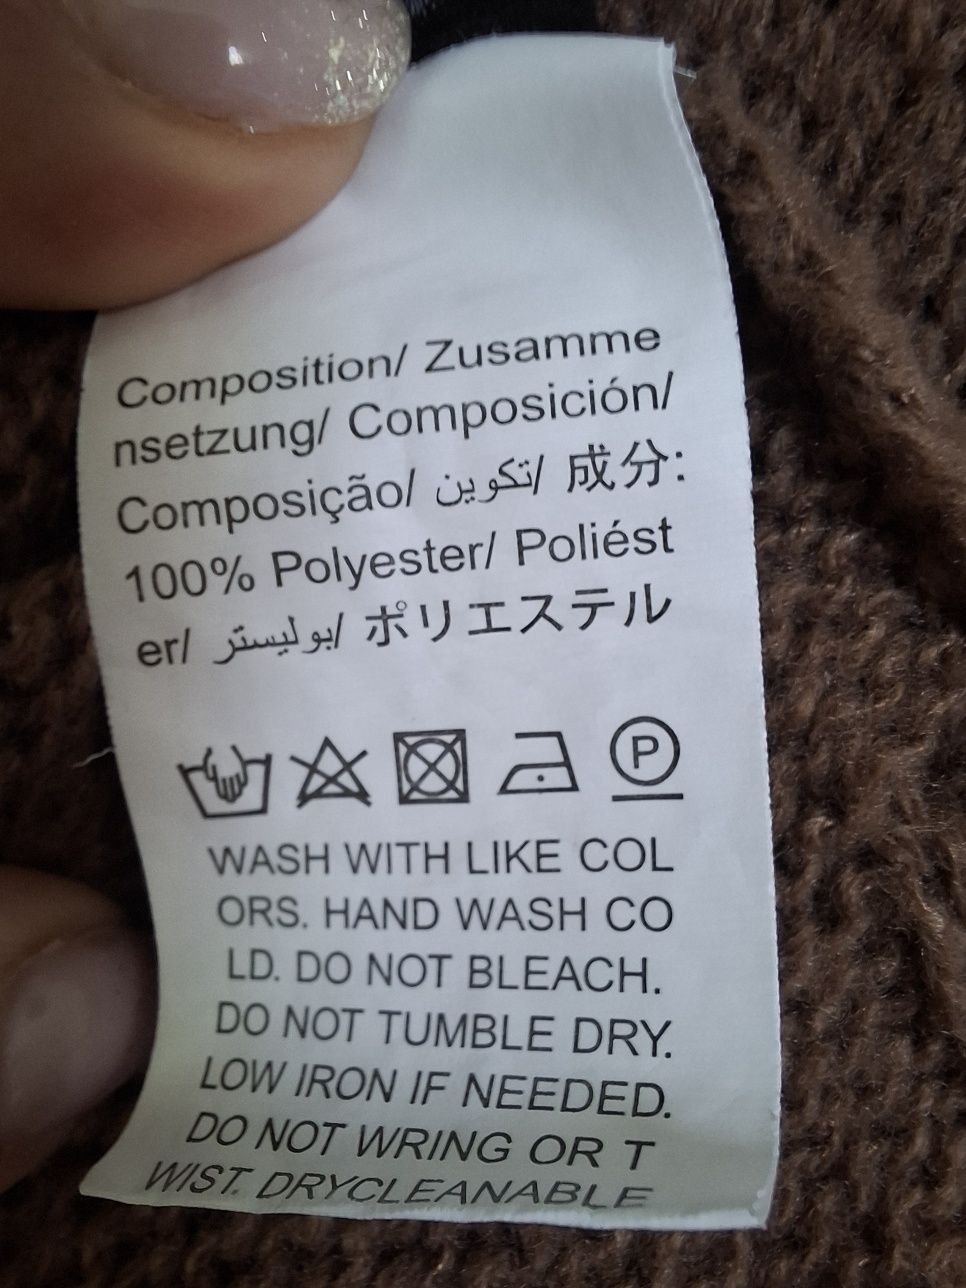 Composition/ Zusamme
nsetzung/ Composición/
Composição/ تكوين/ 成分:
100% Polyester/ Poliést
er/ بوليستر/ ポリエステル
P
WASH WITH LIKE COL
ORS. HAND WASH CO
LD. DO NOT BLEACH.
DO NOT TUMBLE DRY.
LOW IRON IF NEEDED.
DO NOT WRING OR T
WIST. DRYCLEANABLE